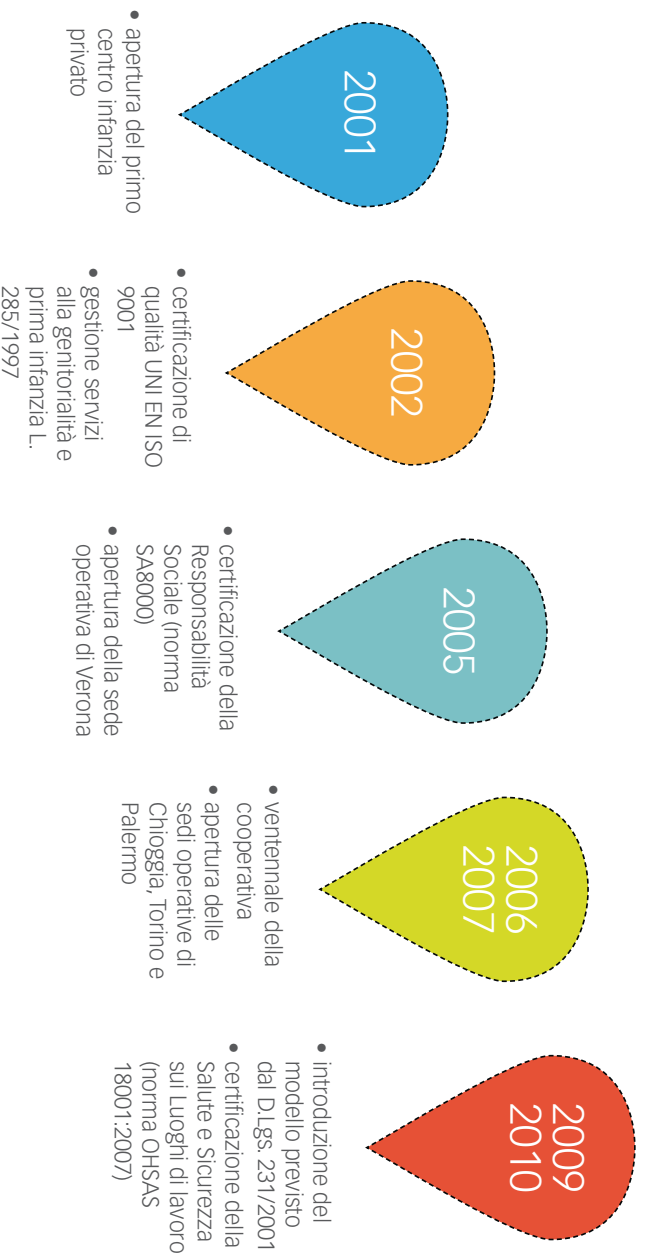 2001
• apertura del primo
centro infanzia
privato
2002
• certificazione di
qualità UNI EN ISO
9001
• gestione servizi
alla genitorialità e
prima infanzia L.
285/1997
2005
• certificazione della
Responsabilità
Sociale (norma
SA8000)
• apertura della sede
operativa di Verona
2006
2007
• ventennale della
cooperativa
• apertura delle
sedi operative di
Chioggia, Torino e
Palermo
2009
2010
• introduzione del
modello previsto
dal D.Lgs. 231/2001
• certificazione della
Salute e Sicurezza
sui Luoghi di lavoro
(norma OHSAS
18001:2007)